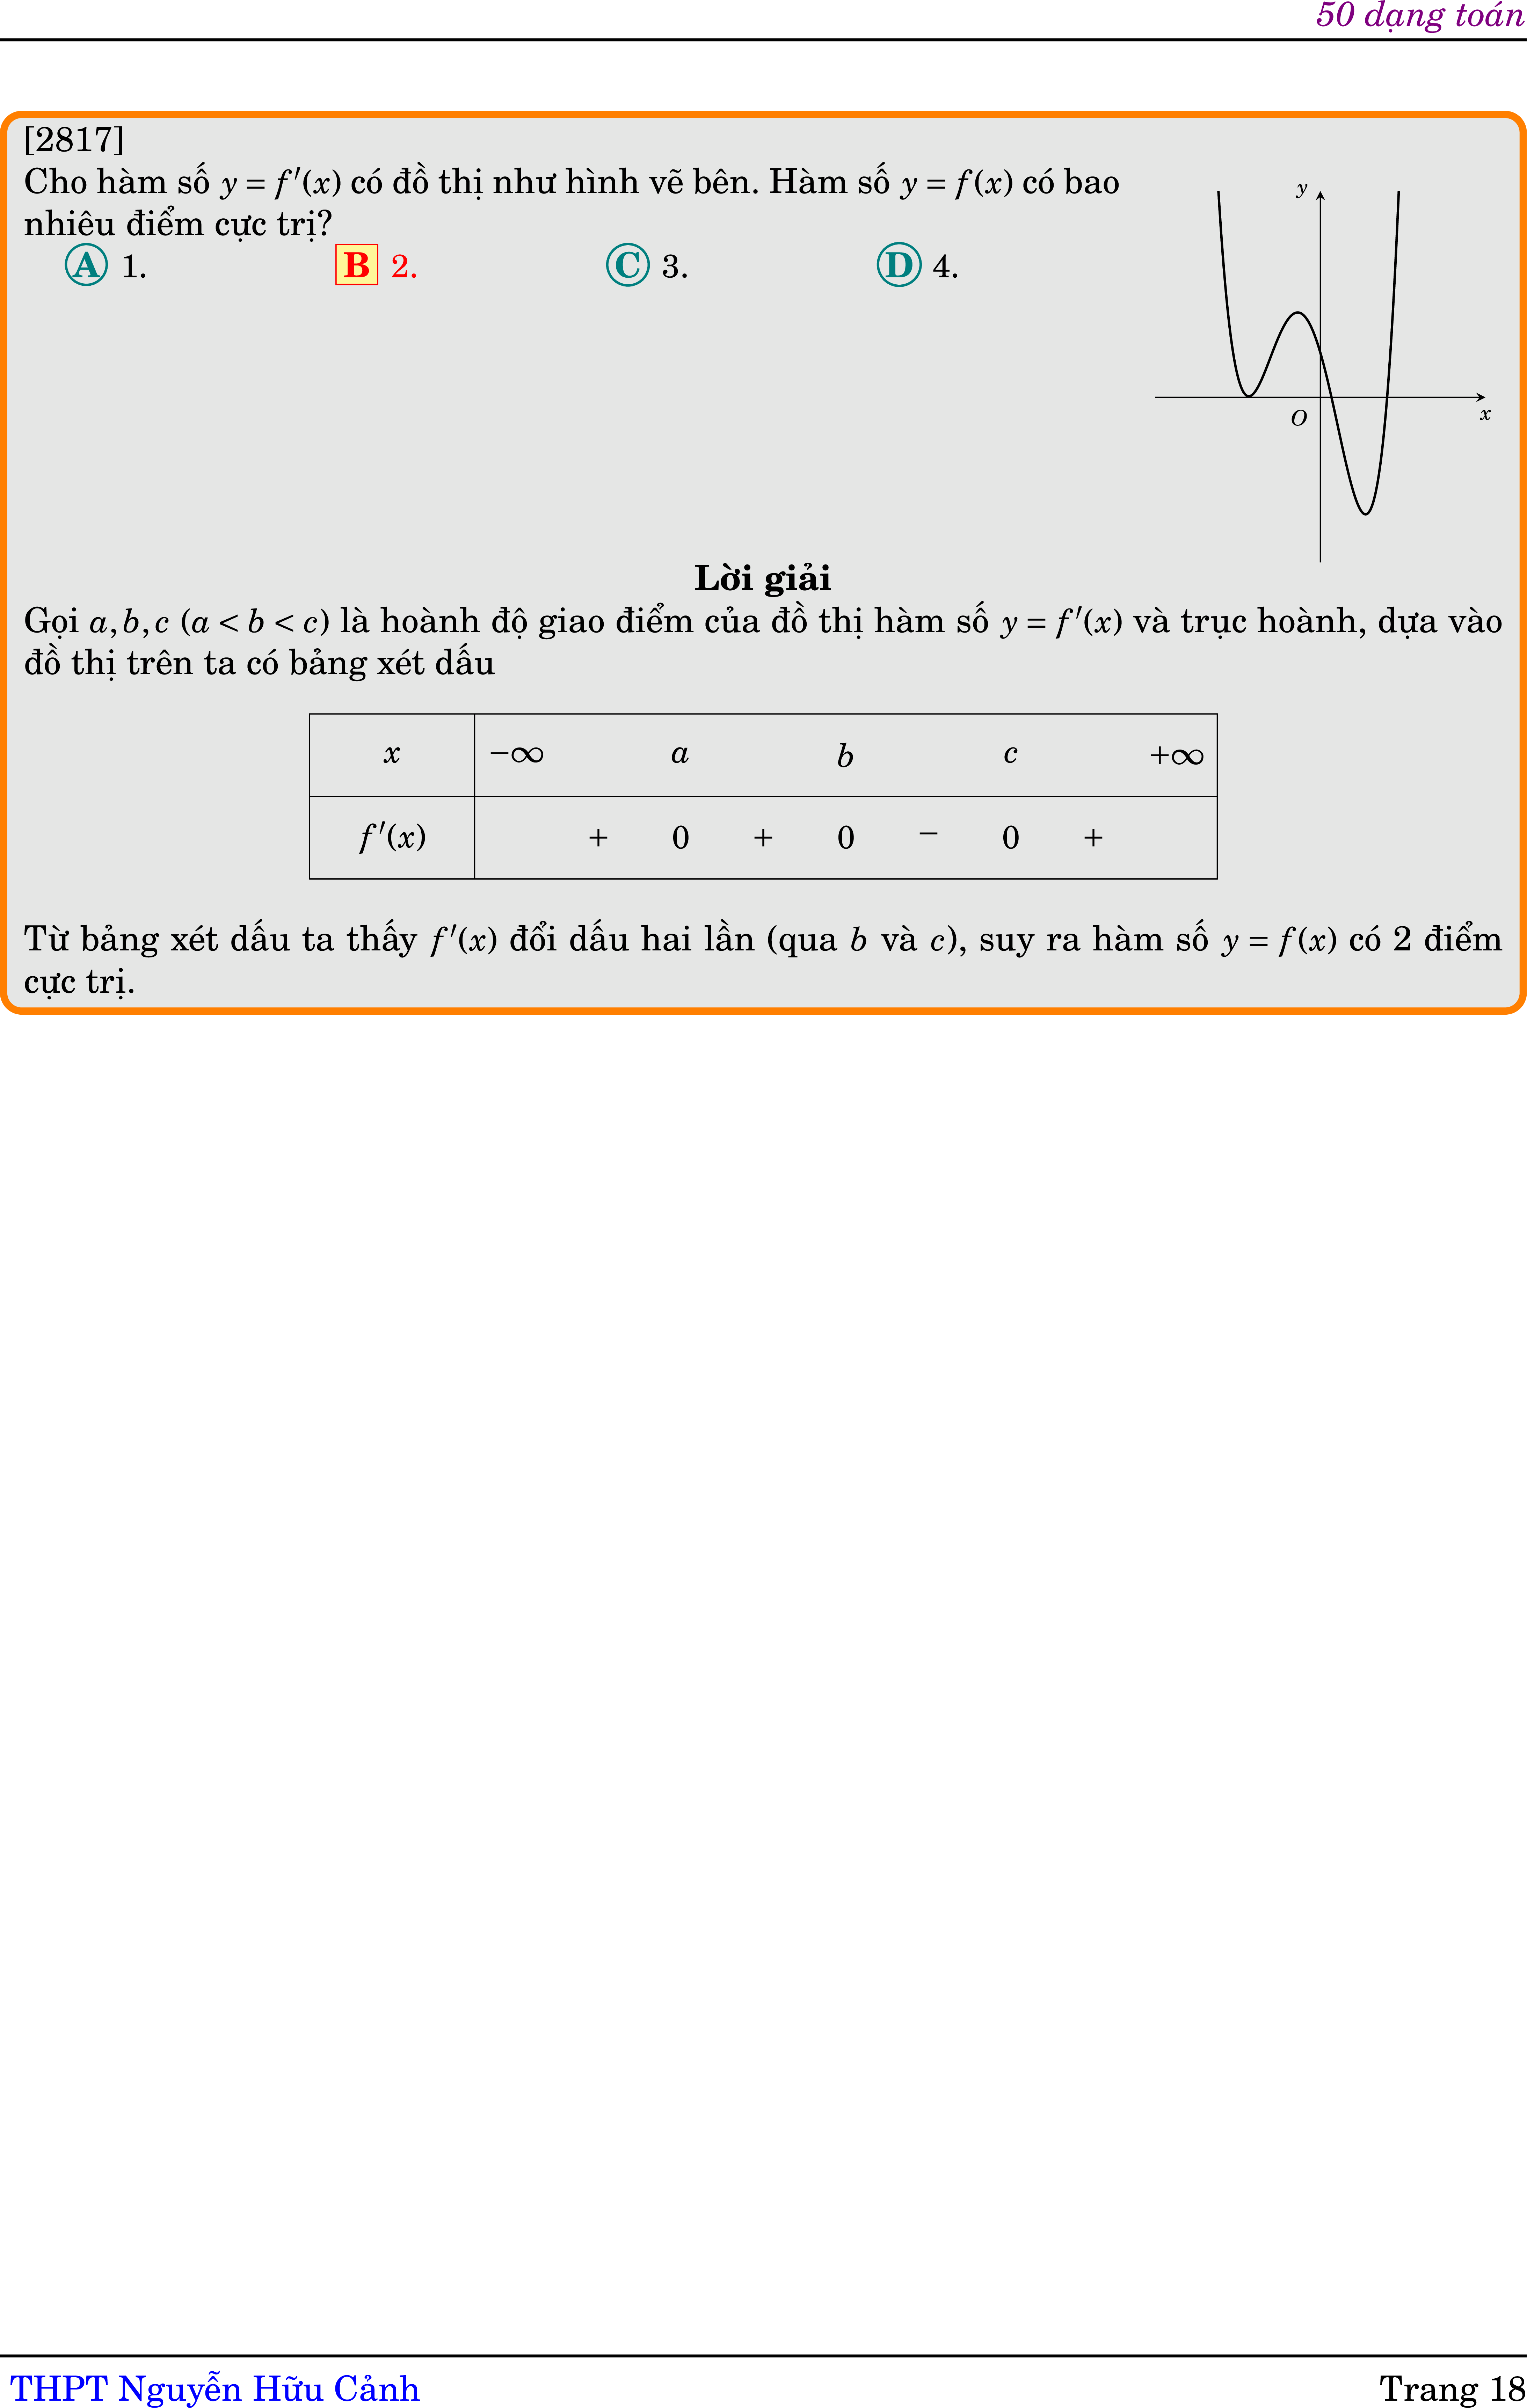 50 dạng toán
[2817]
Cho hàm số y = f′(x) có đồ thị như hình vẽ bên. Hàm số y = f(x) có bao
nhiêu điểm cực trị?
A 1. B 2. C 3. D 4.
y
O
x
Lời giải
Gọi a, b, c (a < b < c) là hoành độ giao điểm của đồ thị hàm số y = f′(x) và trục hoành, dựa vào
đồ thị trên ta có bảng xét dấu
x −∞ a b c +∞
f′(x) + 0 + 0 − 0 +
Từ bảng xét dấu ta thấy f′(x) đổi dấu hai lần (qua b và c), suy ra hàm số y = f(x) có 2 điểm
cực trị.
THPT Nguyễn Hữu Cảnh Trang 18